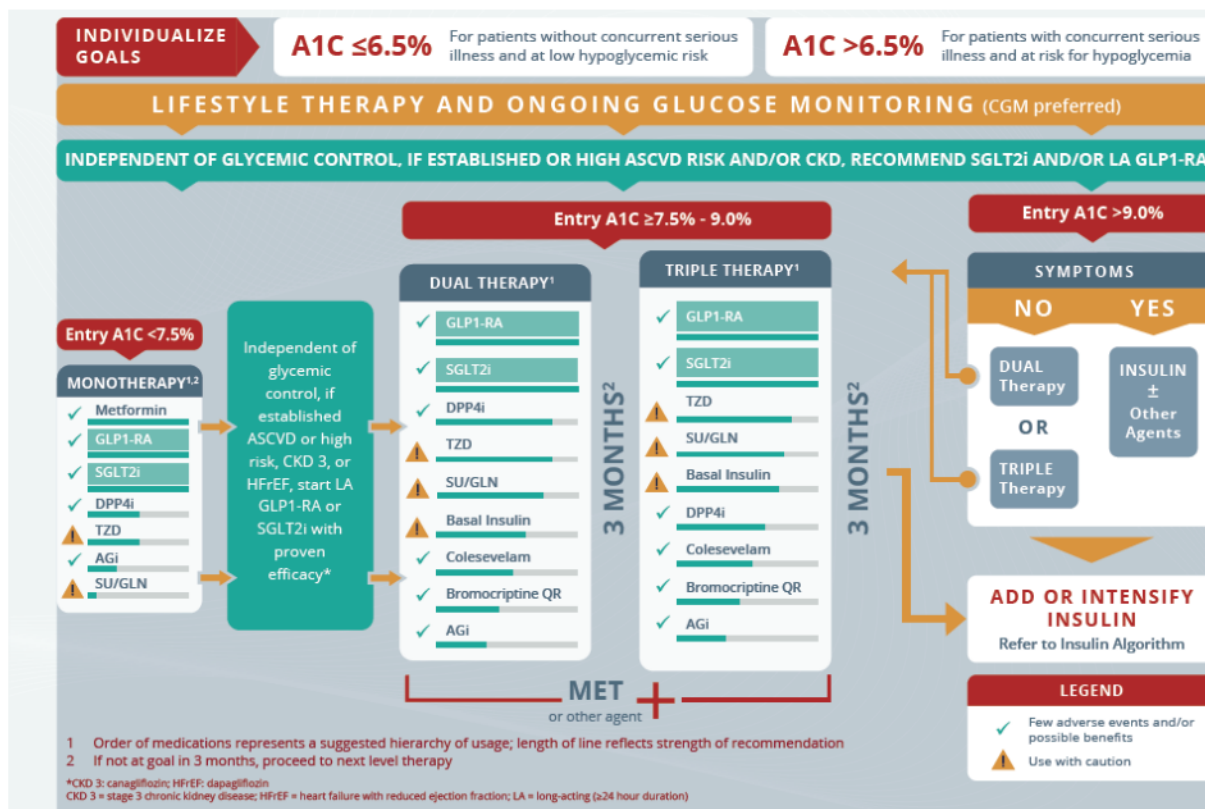 INDIVIDUALIZE
GOALS
A1C ≤6.5%
For patients without concurrent serious
illness and at low hypoglycemic risk
A1C >6.5%
For patients with concurrent serious
illness and at risk for hypoglycemia
LIFESTYLE THERAPY AND ONGOING GLUCOSE MONITORING (CGM preferred)
INDEPENDENT OF GLYCEMIC CONTROL, IF ESTABLISHED OR HIGH ASCVD RISK AND/OR CKD, RECOMMEND SGLT2i AND/OR LA GLP1-RA
Entry A1C <7.5%
MONOTHERAPY1,2
Metformin
GLP1-RA
SGLT2i
DPP4i
TZD
AGi
SU/GLN
Independent of
glycemic
control, if
established
ASCVD or high
risk, CKD 3, or
HFrEF, start LA
GLP1-RA or
SGLT2i with
proven
efficacy*
Entry A1C ≥7.5% - 9.0%
DUAL THERAPY1
GLP1-RA
SGLT2i
DPP4i
TZD
SU/GLN
Basal Insulin
Colesevelam
Bromocriptine QR
AGi
3 MONTHS2
TRIPLE THERAPY1
GLP1-RA
SGLT2i
TZD
SU/GLN
Basal Insulin
DPP4i
Colesevelam
Bromocriptine QR
AGi
3 MONTHS2
MET
or other agent
Entry A1C >9.0%
SYMPTOMS
NO
YES
DUAL
Therapy
OR
TRIPLE
Therapy
INSULIN
±
Other
Agents
ADD OR INTENSIFY
INSULIN
Refer to Insulin Algorithm
LEGEND
Few adverse events and/or
possible benefits
Use with caution
1 Order of medications represents a suggested hierarchy of usage; length of line reflects strength of recommendation
2 If not at goal in 3 months, proceed to next level therapy
*CKD 3: canagliflozin; HFrEF: dapagliflozin
CKD 3 = stage 3 chronic kidney disease; HFrEF = heart failure with reduced ejection fraction; LA = long-acting (≥24 hour duration)